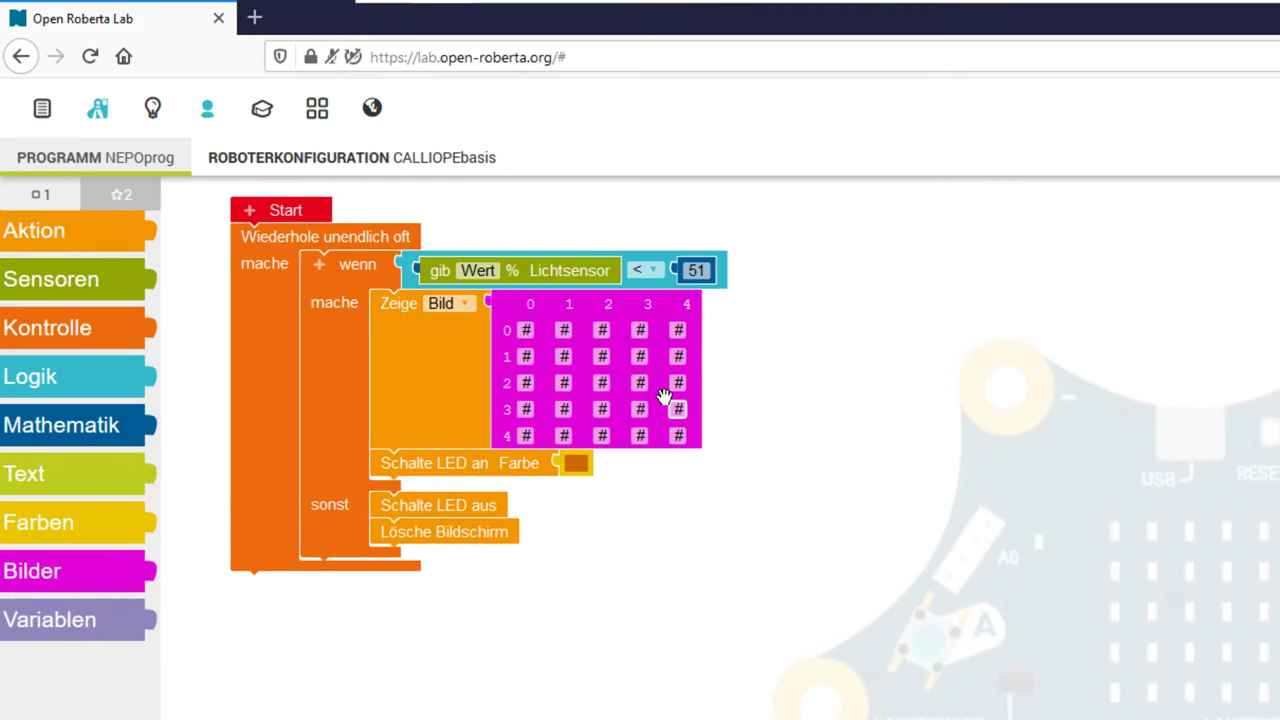 Open Roberta Lab
https://lab.open-roberta.org/#
PROGRAMM NEPOprog
ROBOTERKONFIGURATION CALLIOPEbasis
1
2
Aktion
Sensoren
Kontrolle
Logik
Mathematik
Text
Farben
Bilder
Variablen
+ Start
Wiederhole unendlich oft
mache + wenn gib Wert % Lichtsensor < 51
mache Zeige Bild 0 1 2 3 4
0 # # # # #
1 # # # # #
2 # # # # #
3 # # # # #
4 # # # # #
Schalte LED an Farbe
sonst Schalte LED aus
Lösche Bildschirm
USB
RESE
A0
A